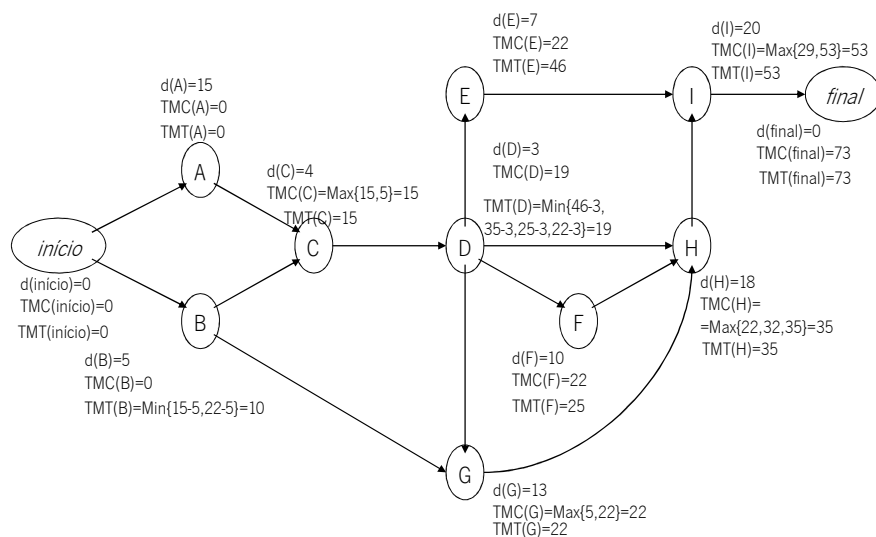 d(E)=7
TMC(E)=22
TMT(E)=46
d(I)=20
TMC(I)=Max{29,53}=53
TMT(I)=53
E
I
final
d(final)=0
TMC(final)=73
TMT(final)=73
d(A)=15
TMC(A)=0
TMT(A)=0
A
d(C)=4
TMC(C)=Max{15,5}=15
TMT(C)=15
d(D)=3
TMC(D)=19
TMT(D)=Min{46-3,
35-3,25-3,22-3}=19
início
C
D
H
d(início)=0
TMC(início)=0
TMT(início)=0
B
F
d(H)=18
TMC(H)=
=Max{22,32,35}=35
TMT(H)=35
d(B)=5
TMC(B)=0
TMT(B)=Min{15-5,22-5}=10
d(F)=10
TMC(F)=22
TMT(F)=25
G
d(G)=13
TMC(G)=Max{5,22}=22
TMT(G)=22